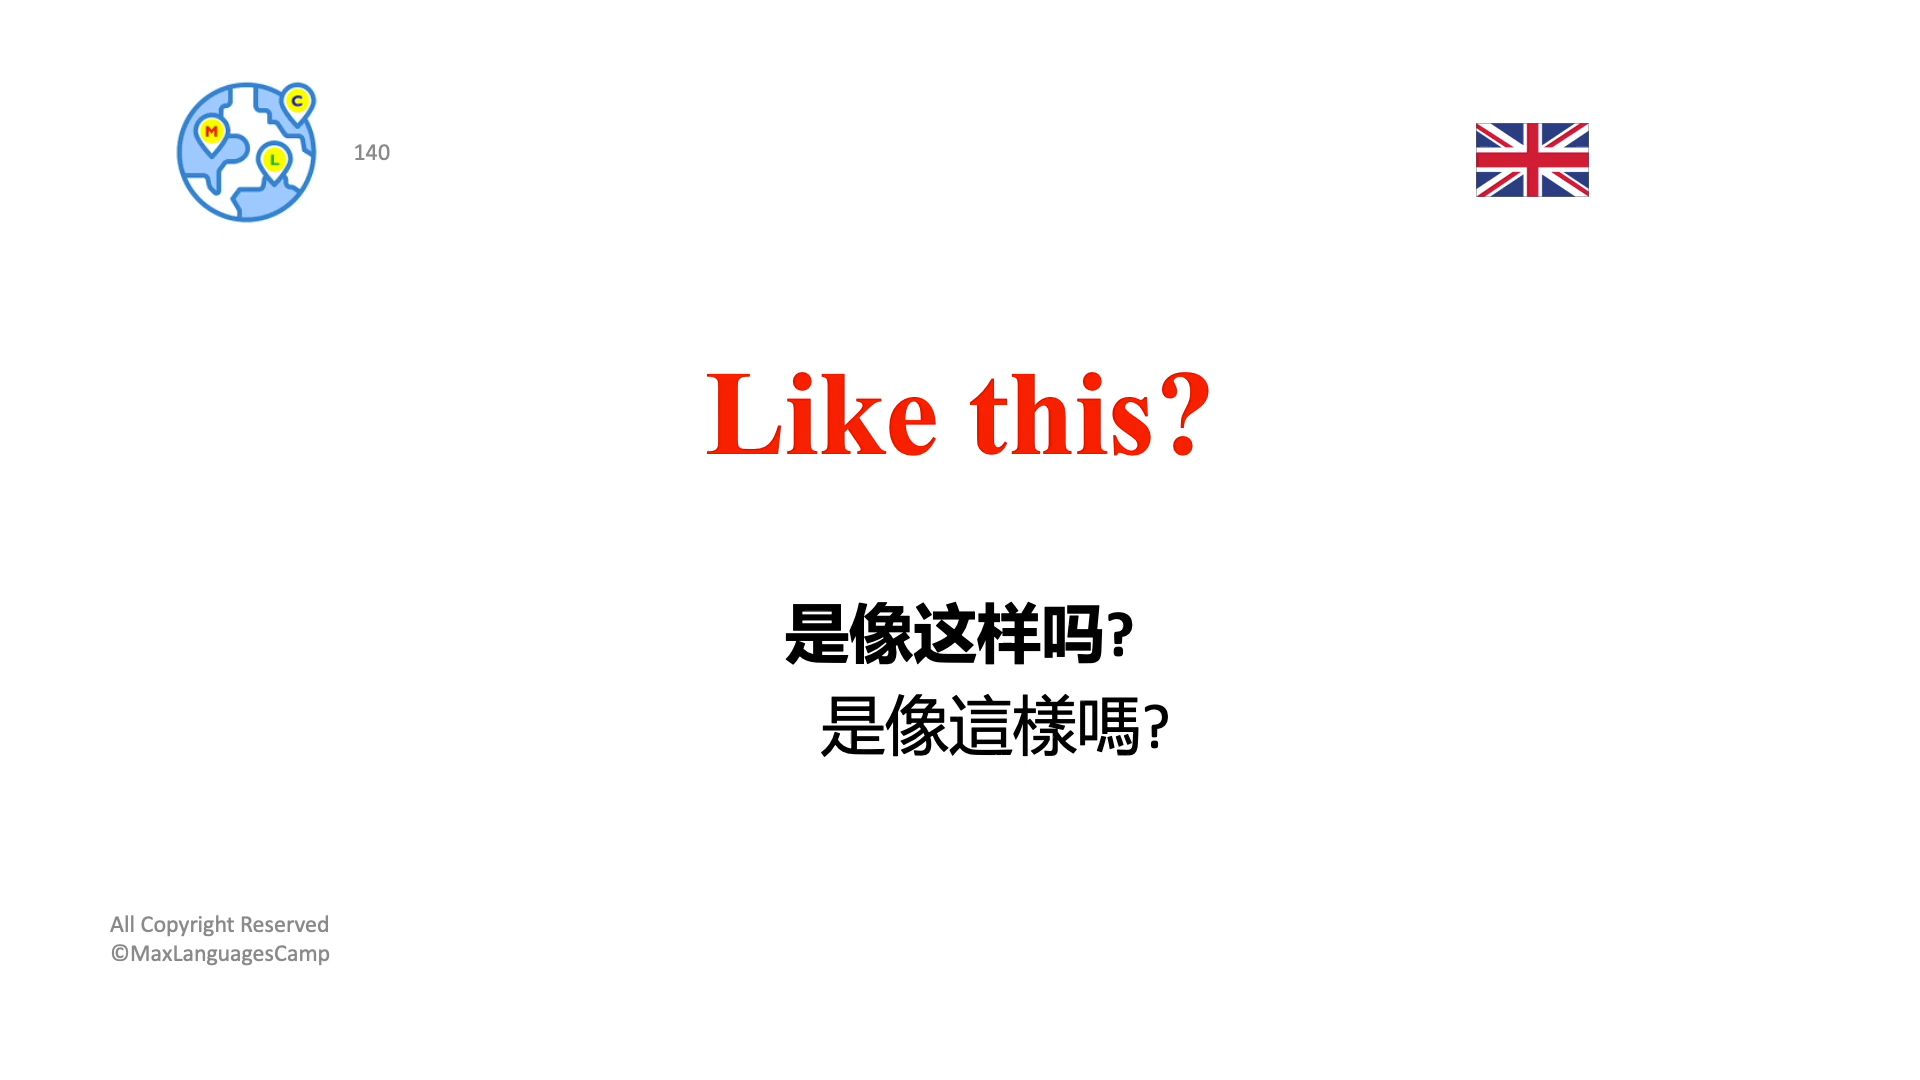 M
C
L
140
Like this?
是像这样吗?
是像這樣嗎?
All Copyright Reserved
©MaxLanguagesCamp